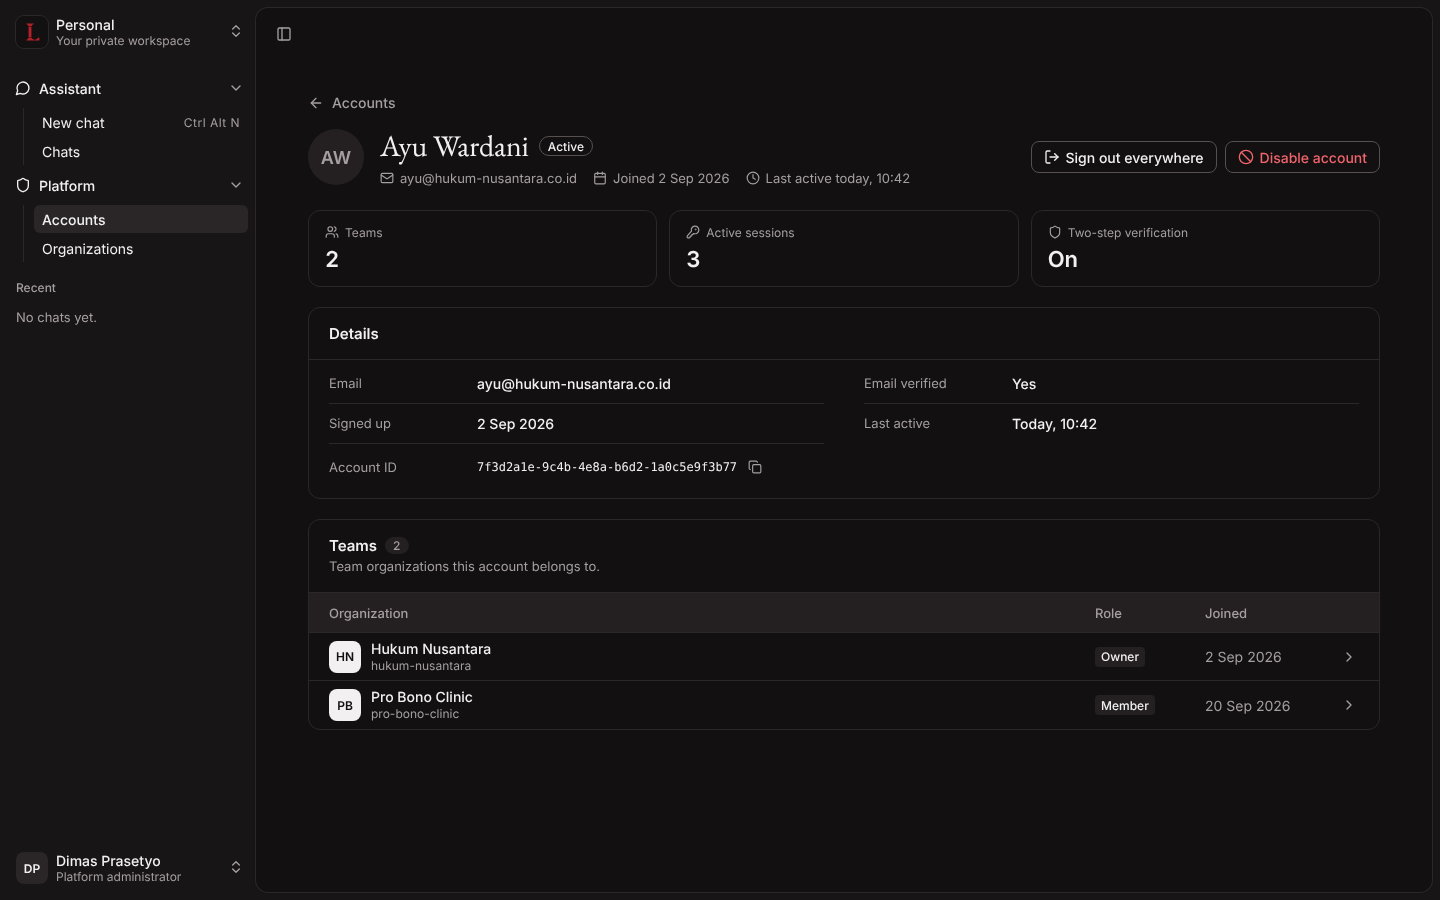 L
Personal
Your private workspace
Assistant
New chat Ctrl Alt N
Chats
Platform
Accounts
Organizations
Recent
No chats yet.
DP
Dimas Prasetyo
Platform administrator
Accounts
AW
Ayu Wardani Active
ayu@hukum-nusantara.co.id Joined 2 Sep 2026 Last active today, 10:42
Sign out everywhere Disable account
Teams
2
Active sessions
3
Two-step verification
On
Details
Email ayu@hukum-nusantara.co.id
Email verified Yes
Signed up 2 Sep 2026
Last active Today, 10:42
Account ID 7f3d2a1e-9c4b-4e8a-b6d2-1a0c5e9f3b77
Teams 2
Team organizations this account belongs to.
Organization Role Joined
HN Hukum Nusantara Owner 2 Sep 2026
hukum-nusantara
PB Pro Bono Clinic Member 20 Sep 2026
pro-bono-clinic